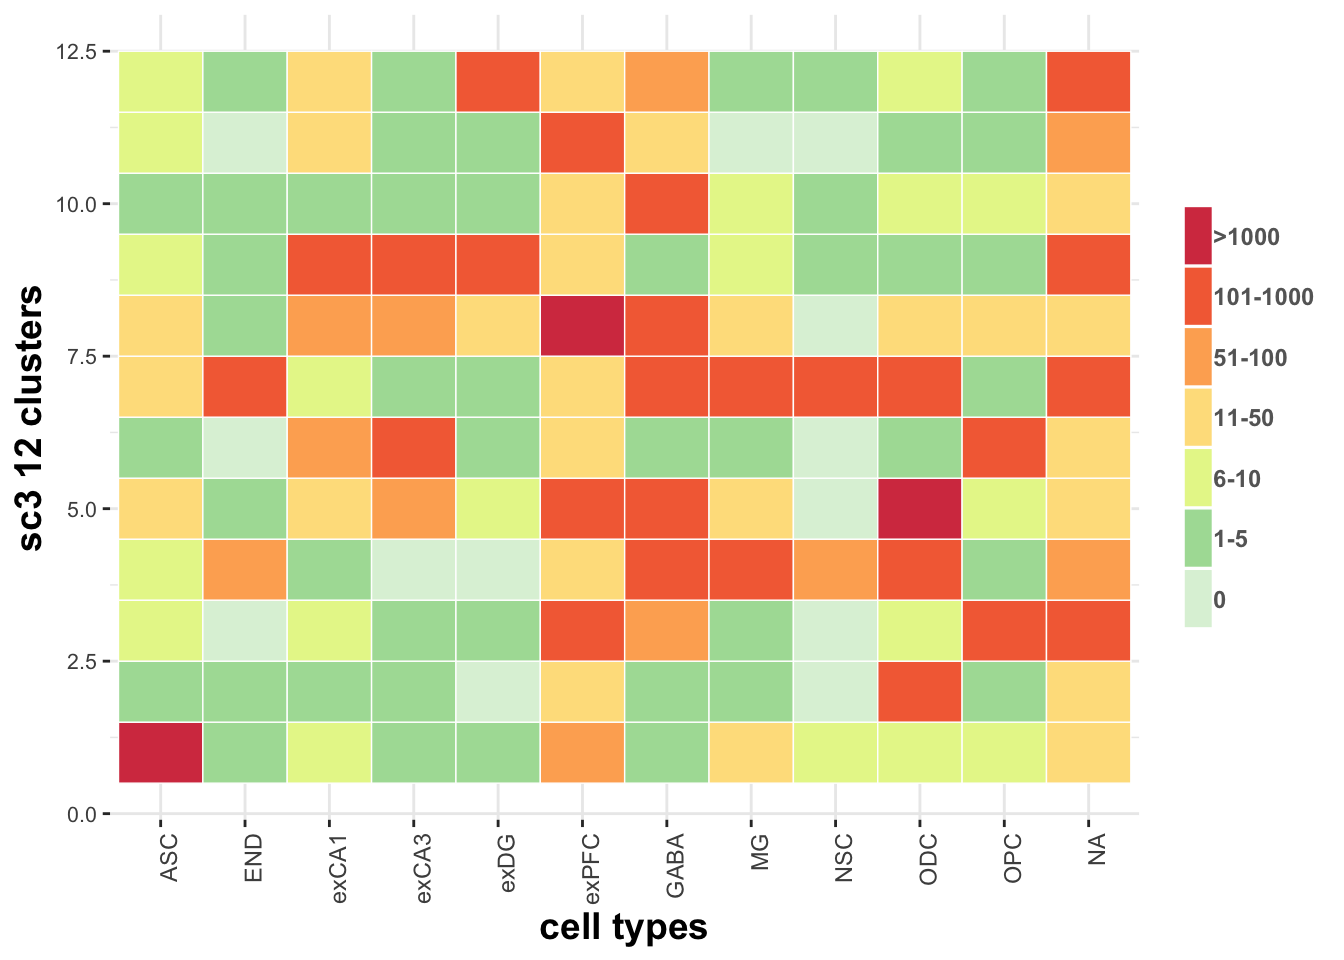 sc3 12 clusters
12.5
10.0
7.5
5.0
2.5
0.0
ASC
END
exCA1
exCA3
exDG
exPFC
GABA
MG
NSC
ODC
OPC
NA
cell types
>1000
101-1000
51-100
11-50
6-10
1-5
0